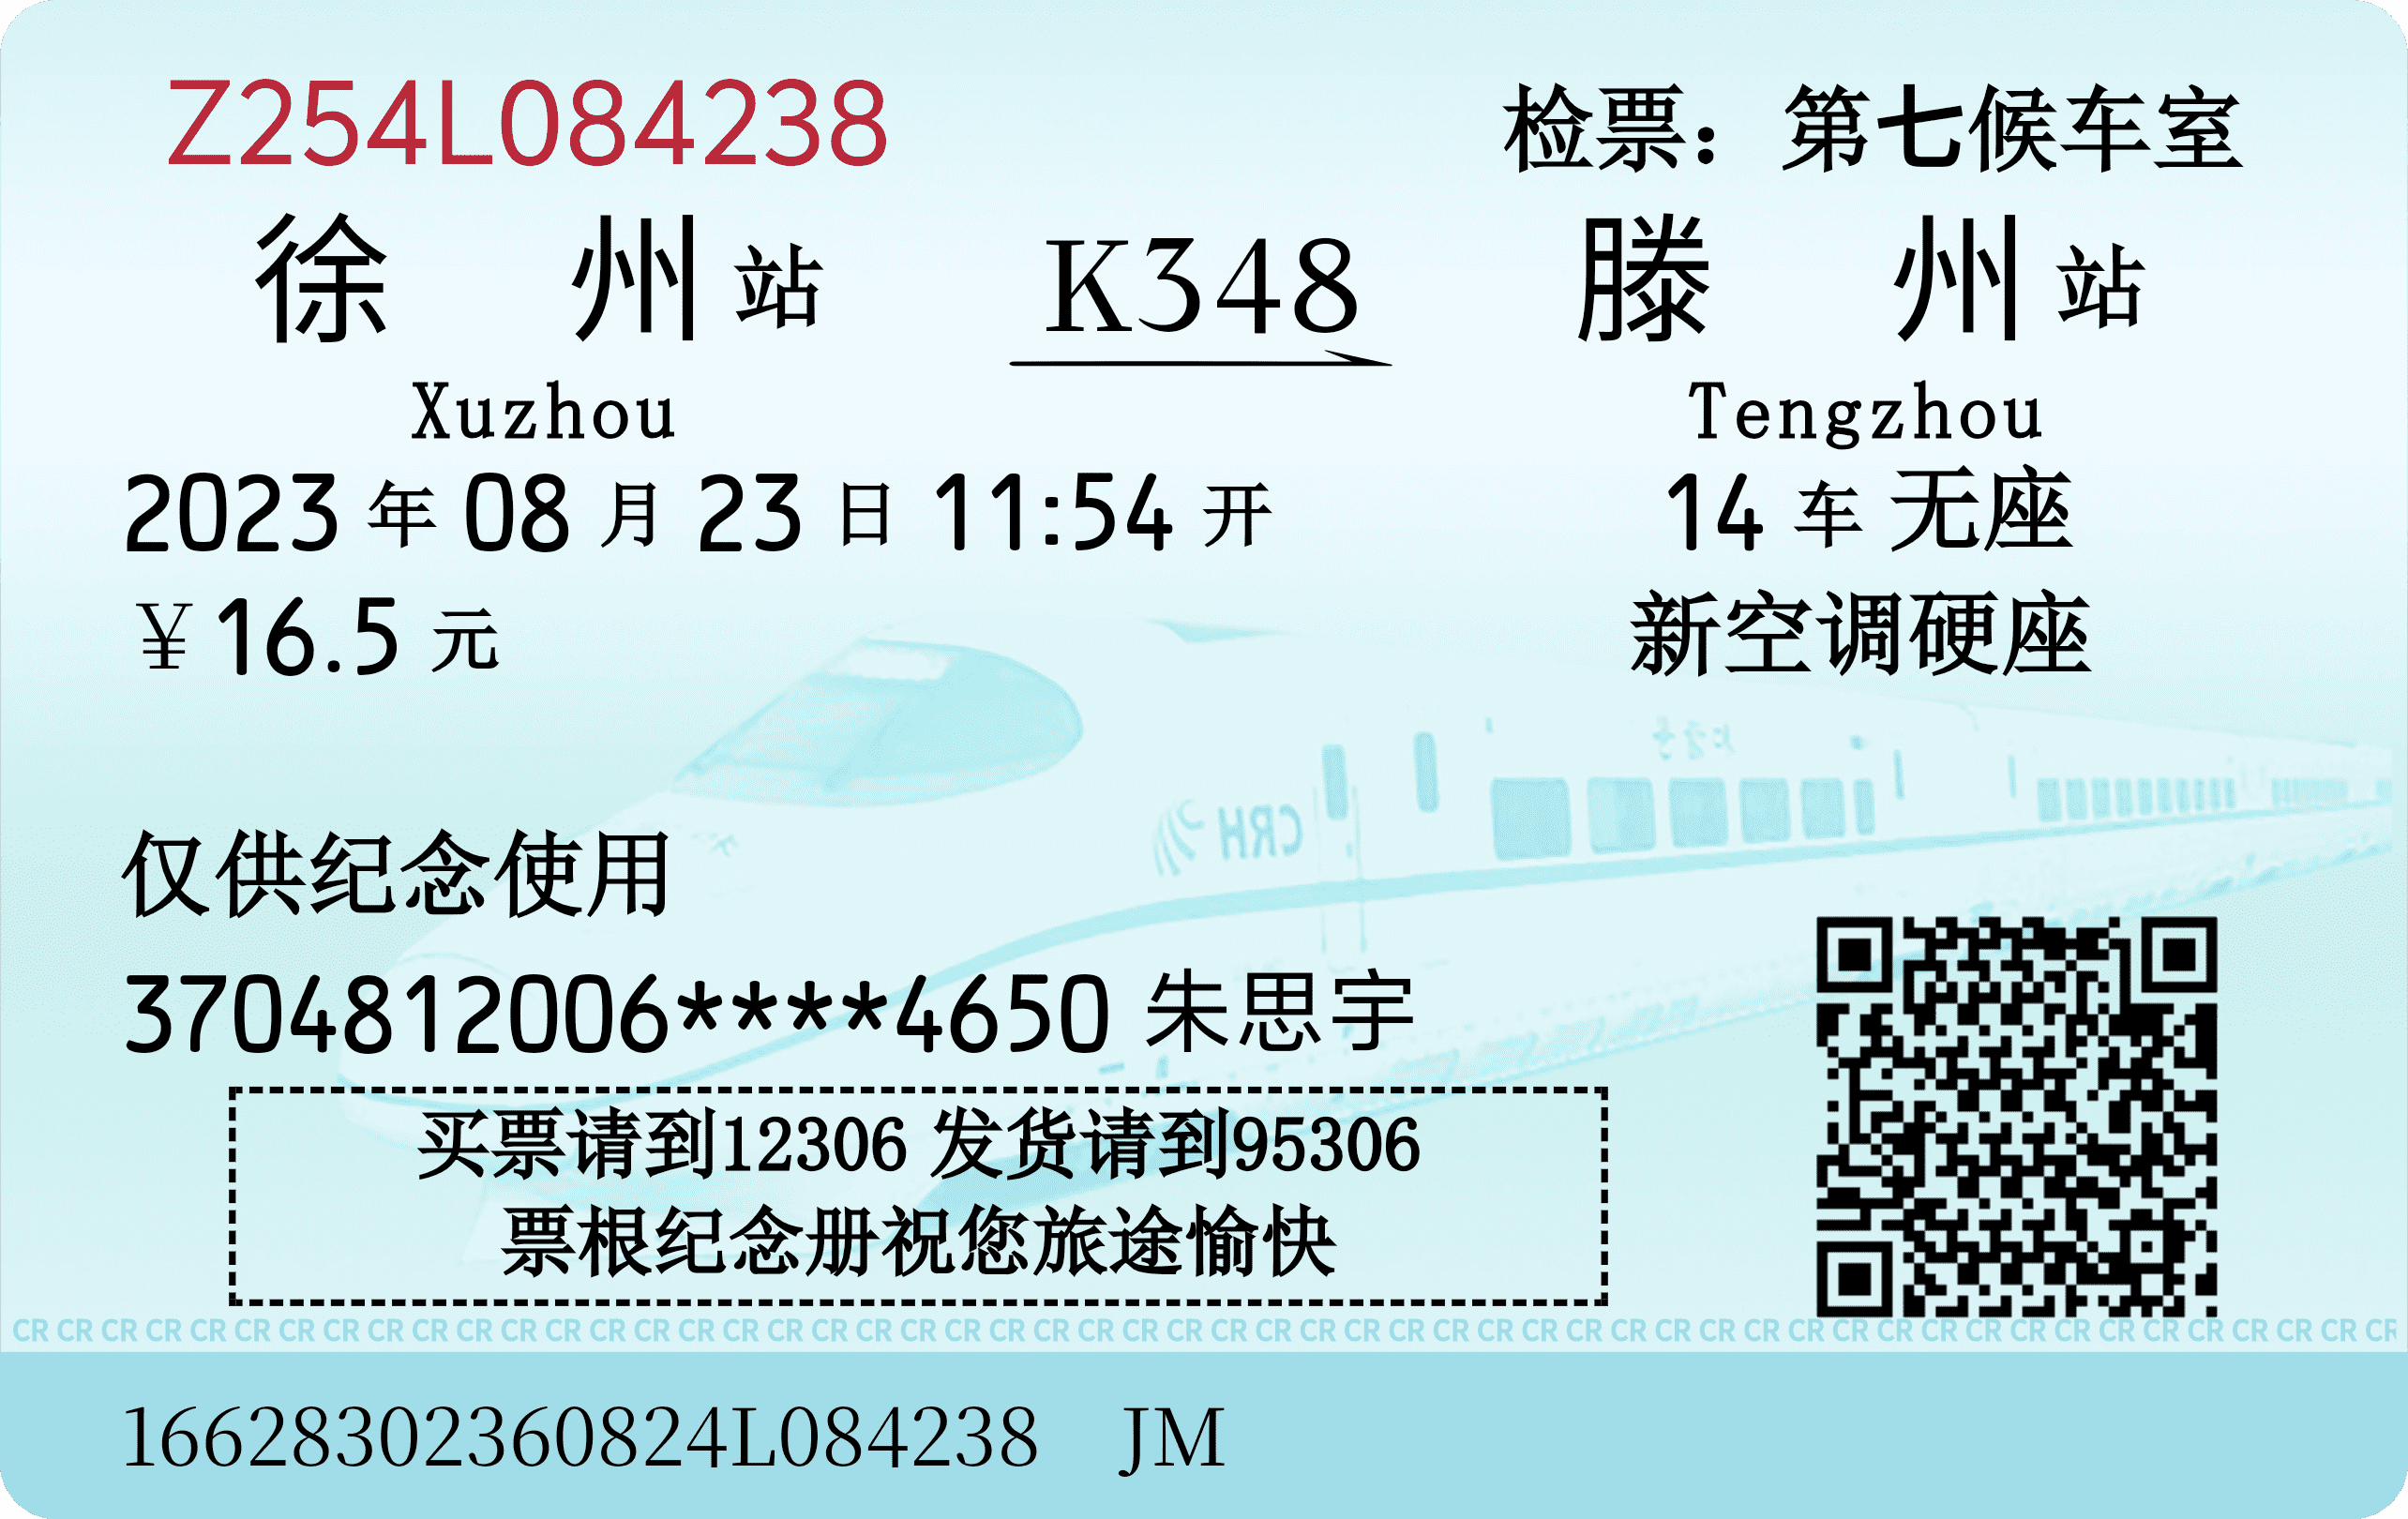 Z254L084238 检票：第七候车室
徐州站 K348 滕州站
Xuzhou Tengzhou
2023年08月23日11:54开 14车无座
￥16.5元 新空调硬座
CRH
仅供纪念使用
3704812006****4650 朱思宇
买票请到12306 发货请到95306
票根纪念册祝您旅途愉快
CR CR CR CR CR CR CR CR CR CR CR CR CR CR CR CR CR CR CR CR CR CR CR CR CR CR CR CR CR CR CR CR CR CR CR CR CR CR CR CR CR CR CR CR CR CR CR CR CR CR CR CR CR CR
16628302360824L084238 JM